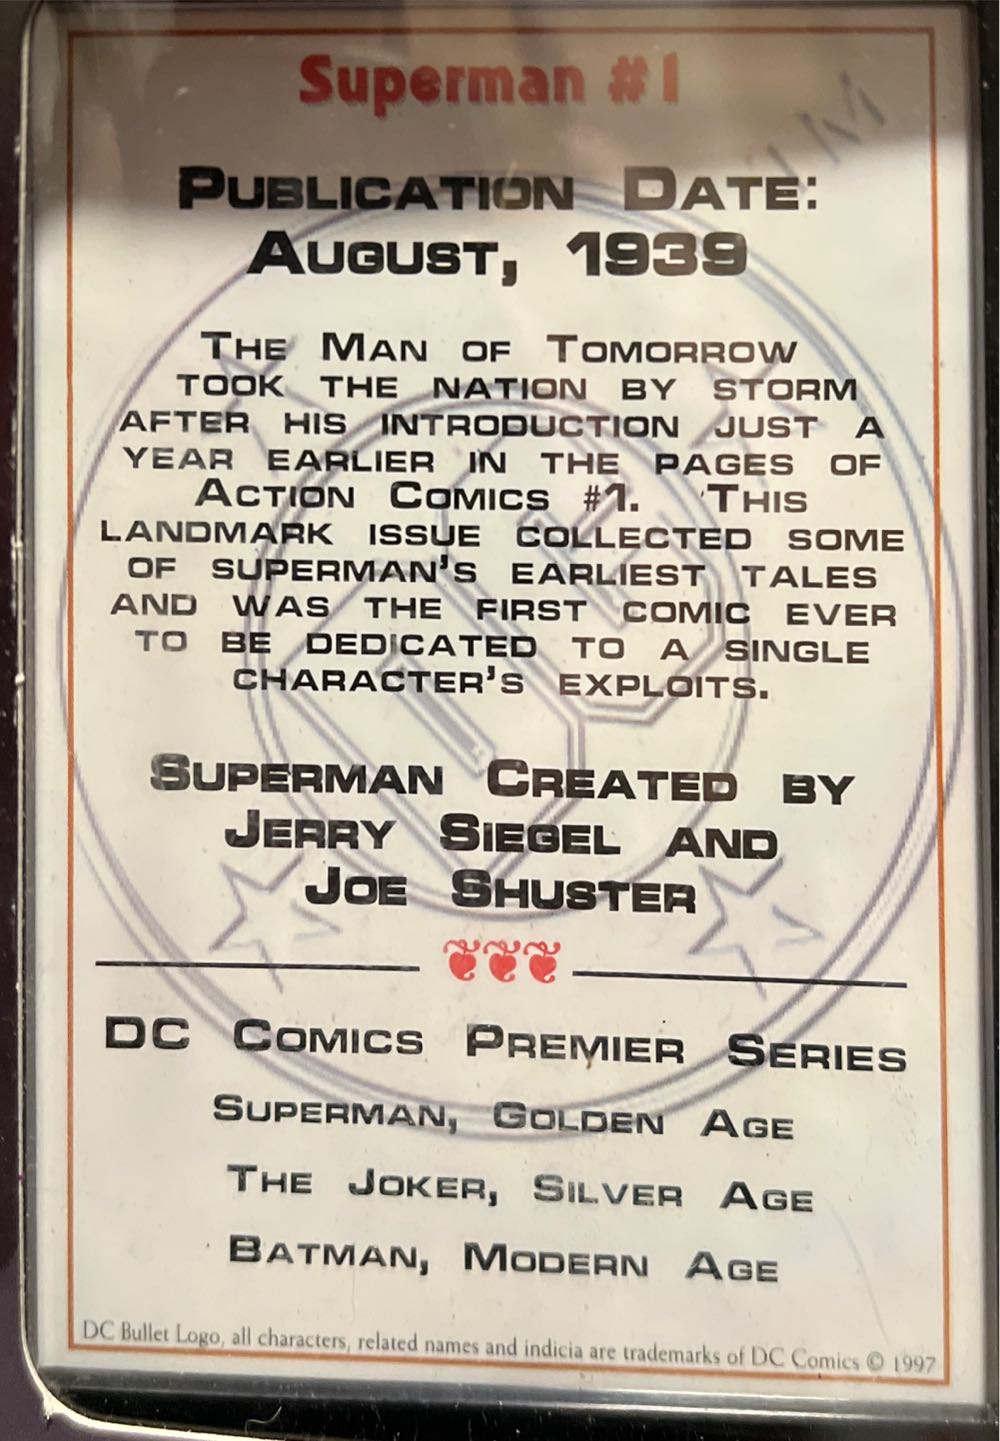 Superman #1
PUBLICATION DATE:
AUGUST, 1939
THE MAN OF TOMORROW
TOOK THE NATION BY STORM
AFTER HIS INTRODUCTION JUST A
YEAR EARLIER IN THE PAGES OF
ACTION COMICS #1. THIS
LANDMARK ISSUE COLLECTED SOME
OF SUPERMAN'S EARLIEST TALES
AND WAS THE FIRST COMIC EVER
TO BE DEDICATED TO A SINGLE
CHARACTER'S EXPLOITS.
SUPERMAN CREATED BY
JERRY SIEGEL AND
JOE SHUSTER
DC COMICS PREMIER SERIES
SUPERMAN, GOLDEN AGE
THE JOKER, SILVER AGE
BATMAN, MODERN AGE
DC Bullet Logo, all characters, related names and indicia are trademarks of DC Comics © 1997